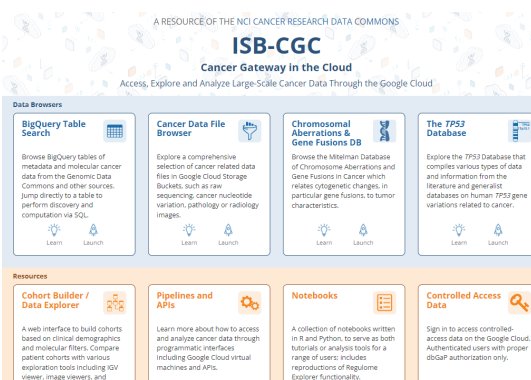 A RESOURCE OF THE NCI CANCER RESEARCH DATA COMMONS
ISB-CGC
Cancer Gateway in the Cloud
Access, Explore and Analyze Large-Scale Cancer Data Through the Google Cloud
Data Browsers
BigQuery Table
Search
Browse BigQuery tables of
metadata and molecular cancer
data from the Genomic Data
Commons and other sources.
Jump directly to a table to
perform discovery and
computation via SQL.
Learn
Launch
Cancer Data File
Browser
Explore a comprehensive
selection of cancer related data
files in Google Cloud Storage
Buckets, such as raw
sequencing, cancer nucleotide
variation, pathology or radiology
images.
Learn
Launch
Chromosomal
Aberrations &
Gene Fusions DB
Browse the Mitelman Database
of Chromosome Aberrations and
Gene Fusions in Cancer which
relates cytogenetic changes, in
particular gene fusions, to tumor
characteristics.
Learn
Launch
The TP53
Database
Explore the TP53 Database that
compiles various types of data
and information from the
literature and generalist
databases on human TP53 gene
variations related to cancer.
Learn
Launch
Resources
Cohort Builder /
Data Explorer
A web interface to build cohorts
based on clinical demographics
and molecular filters. Compare
patient cohorts with various
exploration tools including IGV
viewer, image viewers, and
Pipelines and
APIs
Learn more about how to access
and analyze cancer data through
programmatic interfaces
including Google Cloud virtual
machines and APIs.
Notebooks
A collection of notebooks written
in R and Python, to serve as both
tutorials or analysis tools for a
range of users; includes
reproductions of Regulome
Explorer functionality.
Controlled Access
Data
Sign in to access controlled-
access data on the Google Cloud.
Authenticated users with proper
dbGaP authorization only.